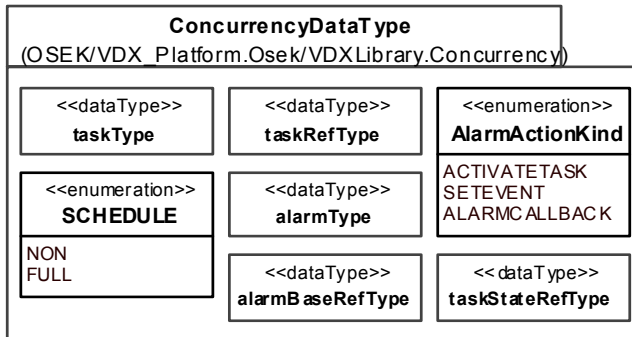 ConcurrencyDataType
(OSEK/VDX_Platform.Osek/VDXLibrary.Concurrency)
<<dataType>>
taskType
<<dataType>>
taskRefType
<<enumeration>>
AlarmActionKind
ACTIVATETASK
SETEVENT
ALARMCALLBACK
<<enumeration>>
SCHEDULE
NON
FULL
<<dataType>>
alarmType
<<dataType>>
alarmBaseRefType
<<dataType>>
taskStateRefType